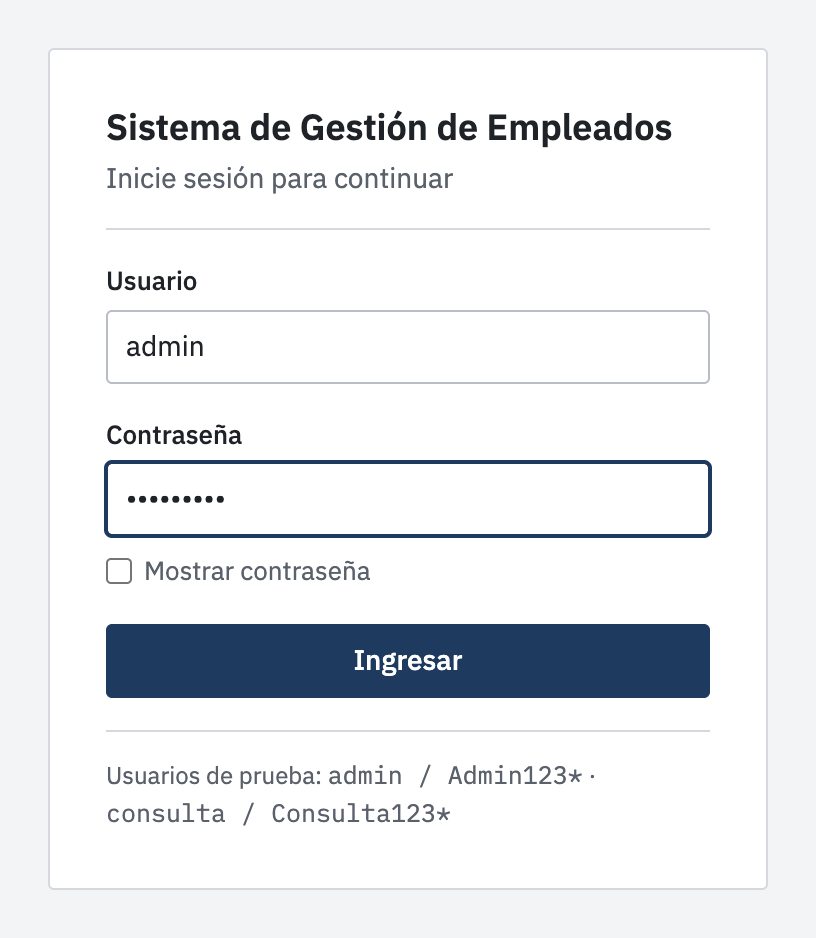 Sistema de Gestión de Empleados
Inicie sesión para continuar
Usuario
admin
Contraseña
•••••••••
Mostrar contraseña
Ingresar
Usuarios de prueba: admin / Admin123* ·
consulta / Consulta123*